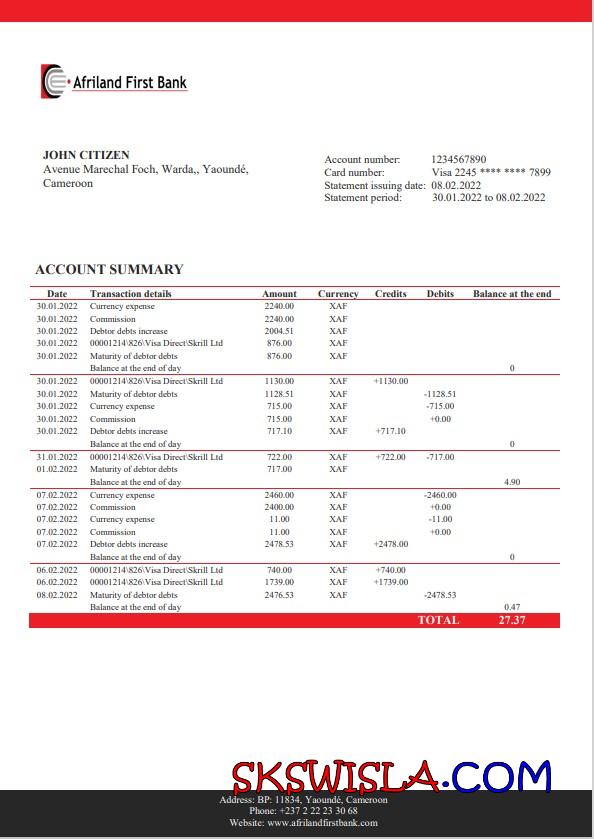 Afriland First Bank
JOHN CITIZEN
Avenue Marechal Foch, Warda,, Yaoundé,
Cameroon
Account number: 1234567890
Card number: Visa 2245 **** **** 7899
Statement issuing date: 08.02.2022
Statement period: 30.01.2022 to 08.02.2022
ACCOUNT SUMMARY
Date Transaction details Amount Currency Credits Debits Balance at the end
30.01.2022 Currency expense 2240.00 XAF
30.01.2022 Commission 2240.00 XAF
30.01.2022 Debtor debts increase 2004.51 XAF
30.01.2022 00001214\826\Visa Direct\Skrill Ltd 876.00 XAF
30.01.2022 Maturity of debtor debts 876.00 XAF
Balance at the end of day 0
30.01.2022 00001214\826\Visa Direct\Skrill Ltd 1130.00 XAF +1130.00
30.01.2022 Maturity of debtor debts 1128.51 XAF -1128.51
30.01.2022 Currency expense 715.00 XAF -715.00
30.01.2022 Commission 715.00 XAF +0.00
30.01.2022 Debtor debts increase 717.10 XAF +717.10
Balance at the end of day 0
31.01.2022 00001214\826\Visa Direct\Skrill Ltd 722.00 XAF +722.00 -717.00
01.02.2022 Maturity of debtor debts 717.00 XAF
Balance at the end of day 4.90
07.02.2022 Currency expense 2460.00 XAF -2460.00
07.02.2022 Commission 2400.00 XAF +0.00
07.02.2022 Currency expense 11.00 XAF -11.00
07.02.2022 Commission 11.00 XAF +0.00
07.02.2022 Debtor debts increase 2478.53 XAF +2478.00
Balance at the end of day 0
06.02.2022 00001214\826\Visa Direct\Skrill Ltd 740.00 XAF +740.00
06.02.2022 00001214\826\Visa Direct\Skrill Ltd 1739.00 XAF +1739.00
08.02.2022 Maturity of debtor debts 2476.53 XAF -2478.53
Balance at the end of day 0.47
TOTAL 27.37
SKSWISLA.COM
Address: BP: 11834, Yaoundé, Cameroon
Phone: +237 2 22 23 30 68
Website: www.afrilandfirstbank.com